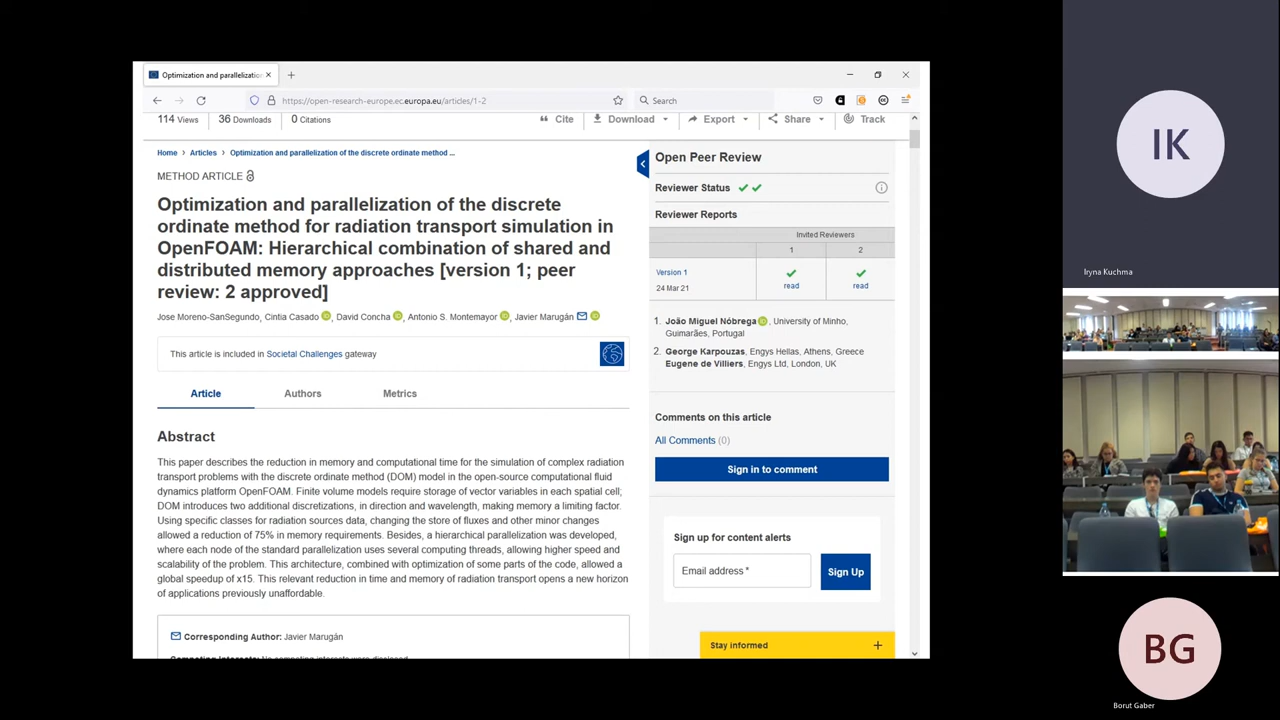 Optimization and parallelizatio
https://open-research-europe.ec.europa.eu/articles/1-2
Search
114 Views 36 Downloads 0 Citations
Cite Download Export Share Track
Home Articles Optimization and parallelization of the discrete ordinate method ...
METHOD ARTICLE
Optimization and parallelization of the discrete
ordinate method for radiation transport simulation in
OpenFOAM: Hierarchical combination of shared and
distributed memory approaches [version 1; peer
review: 2 approved]
Jose Moreno-SanSegundo, Cintia Casado, David Concha, Antonio S. Montemayor, Javier Marugán
This article is included in Societal Challenges gateway
Article Authors Metrics
Abstract
This paper describes the reduction in memory and computational time for the simulation of complex radiation
transport problems with the discrete ordinate method (DOM) model in the open-source computational fluid
dynamics platform OpenFOAM. Finite volume models require storage of vector variables in each spatial cell;
DOM introduces two additional discretizations, in direction and wavelength, making memory a limiting factor.
Using specific classes for radiation sources data, changing the store of fluxes and other minor changes
allowed a reduction of 75% in memory requirements. Besides, a hierarchical parallelization was developed,
where each node of the standard parallelization uses several computing threads, allowing higher speed and
scalability of the problem. This architecture, combined with optimization of some parts of the code, allowed a
global speedup of x15. This relevant reduction in time and memory of radiation transport opens a new horizon
of applications previously unaffordable.
Corresponding Author: Javier Marugán
Competing Interests: No competing interests were disclosed
Open Peer Review
Reviewer Status
Reviewer Reports
Invited Reviewers
1 2
Version 1
24 Mar 21
read read
1. João Miguel Nóbrega, University of Minho,
Guimarães, Portugal
2. George Karpouzas, Engys Hellas, Athens, Greece
Eugene de Villiers, Engys Ltd, London, UK
Comments on this article
All Comments (0)
Sign in to comment
Sign up for content alerts
Email address *
Sign Up
Stay informed +
IK
Iryna Kuchma
BG
Borut Gaber